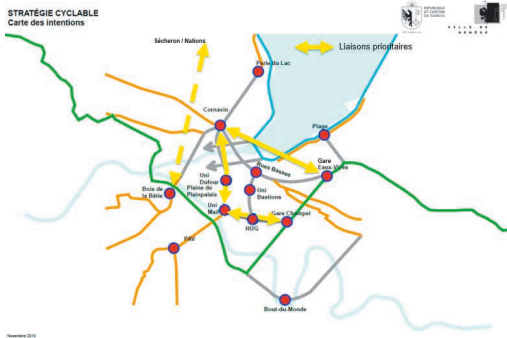 STRATÉGIE CYCLABLE
Carte des intentions
RÉPUBLIQUE
ET CANTON
DE GENÈVE
VILLE DE
GENÈVE
Sécheron / Nations
Liaisons prioritaires
Perle du Lac
Cornavin
Plage
Gare
Eaux-Vives
Rues Basses
Uni
Dufour
Plaine de
Plainpalais
Bois de
la Bâtie
Uni
Bastions
Uni
Mail
Gare Champel
HUG
PAV
Bout-du-Monde
Novembre 2016